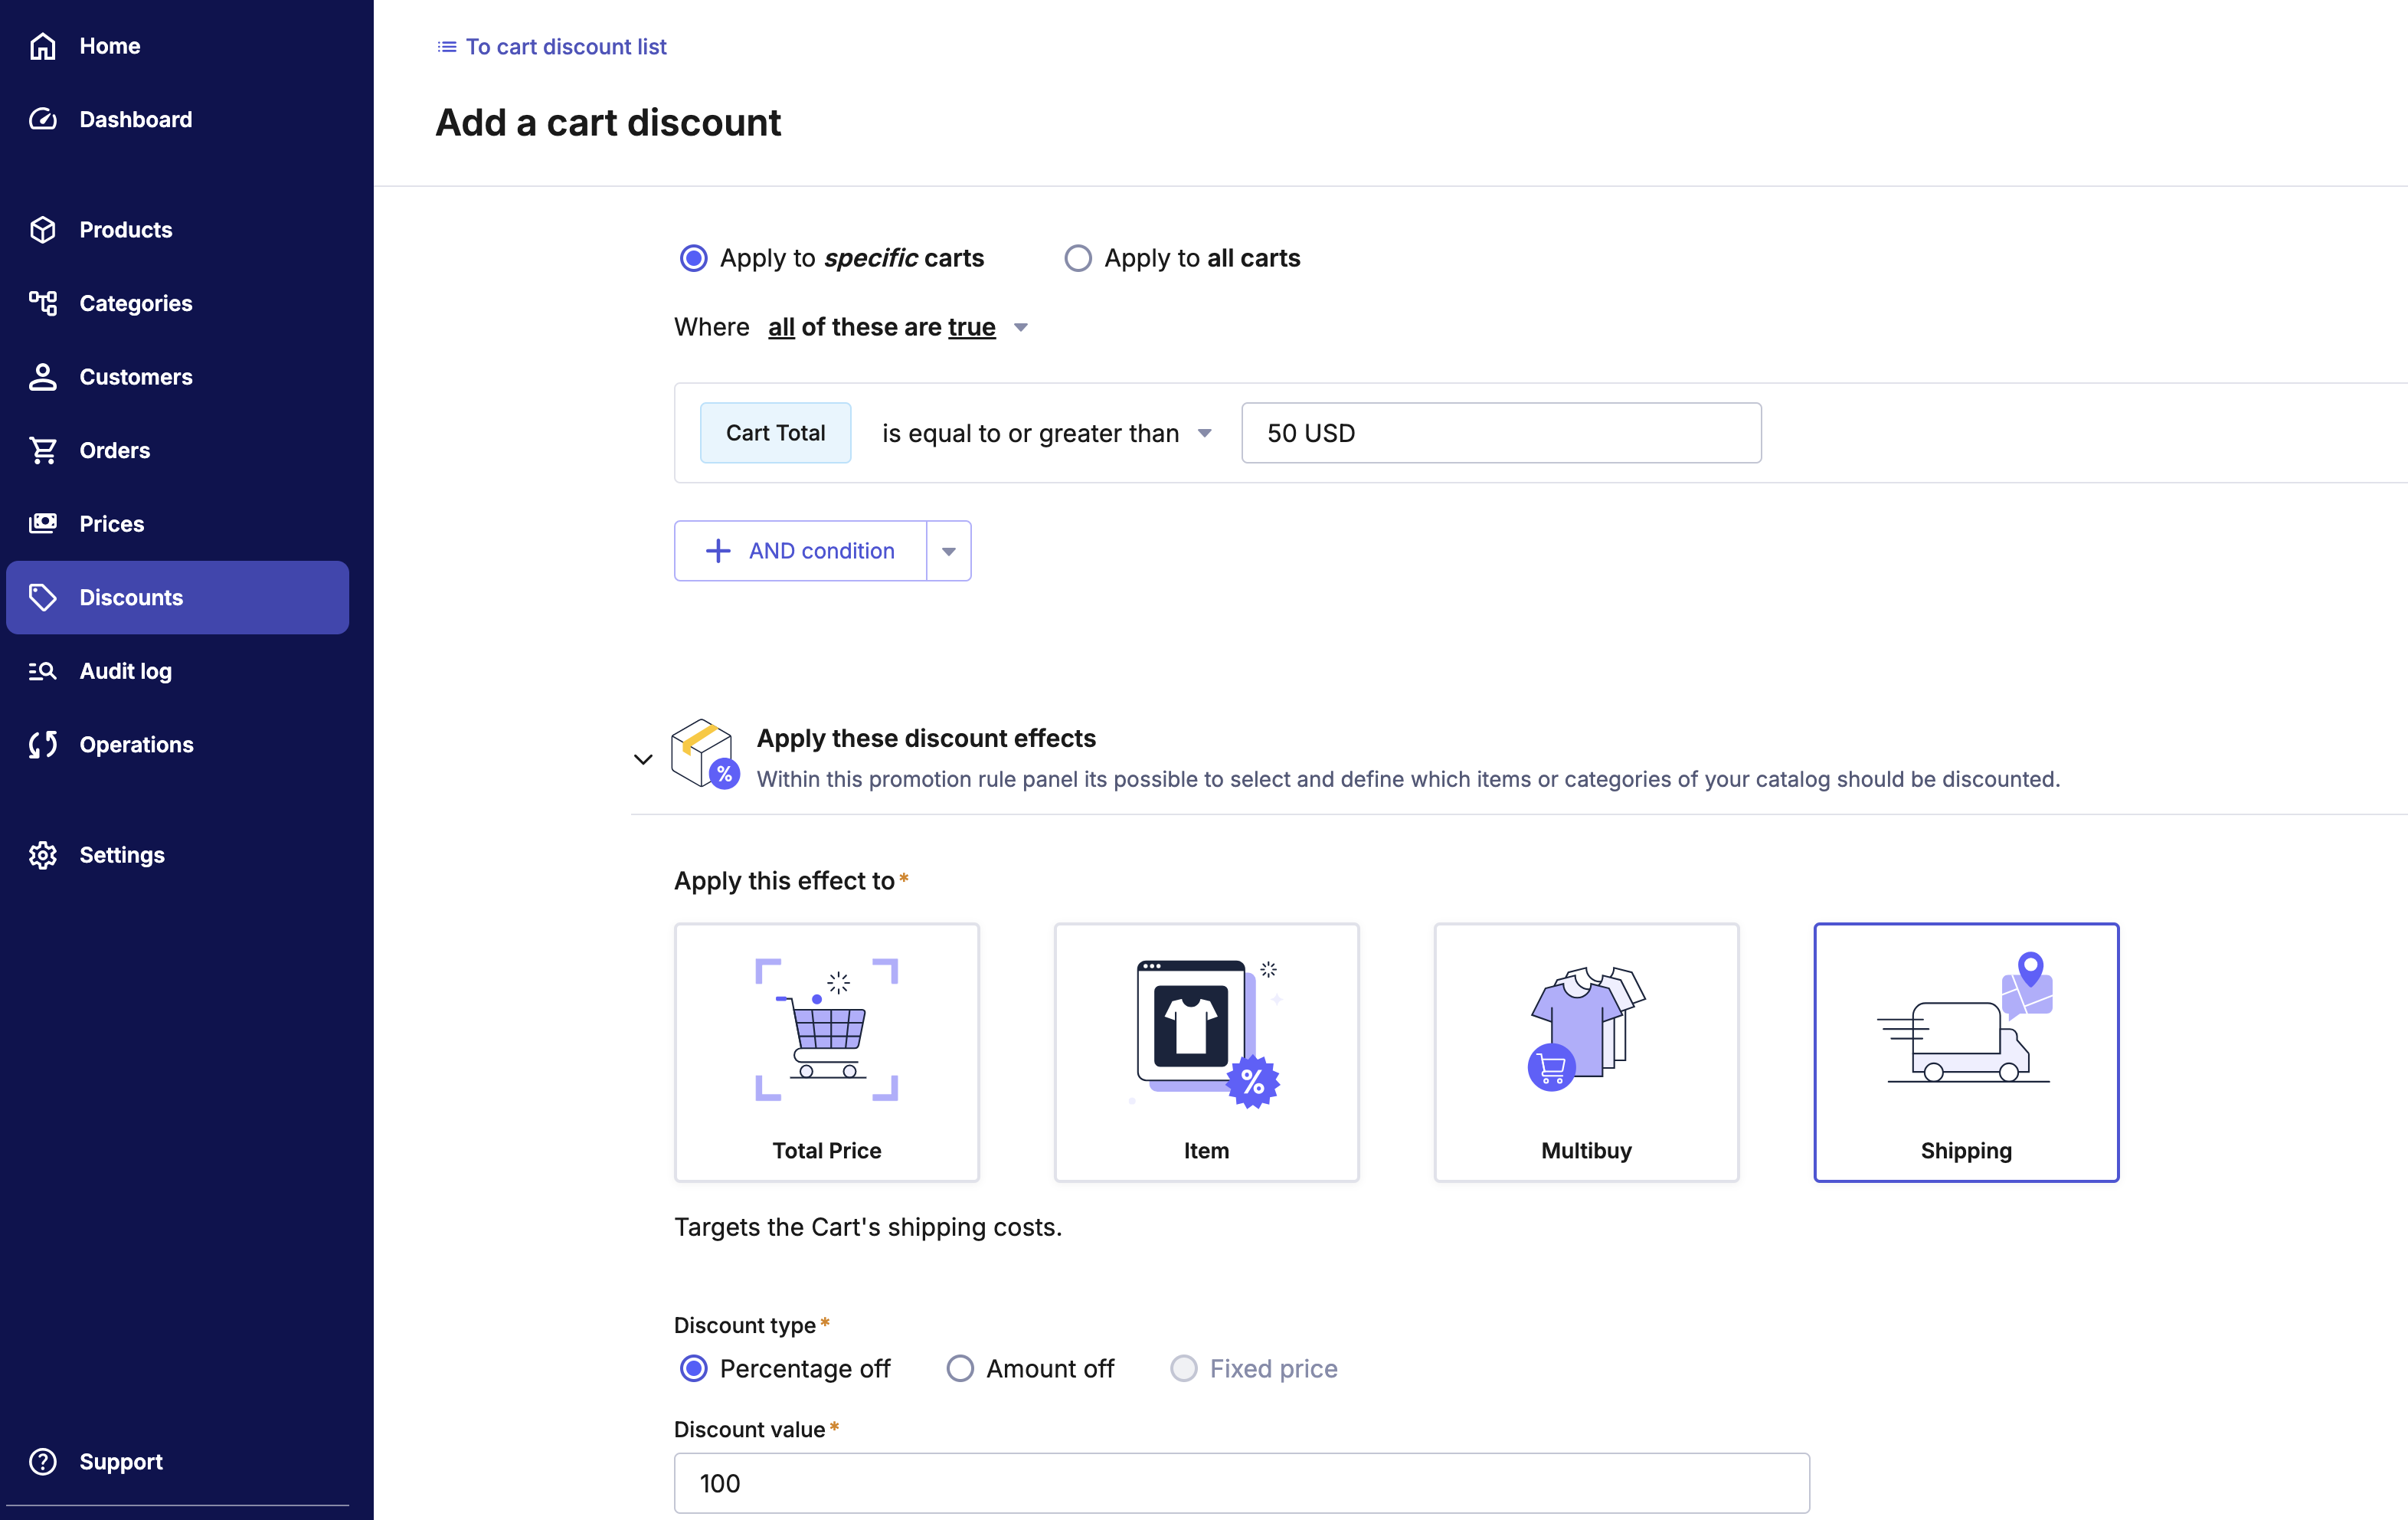 Home
Dashboard
Products
Categories
Customers
Orders
Prices
Discounts
Audit log
Operations
Settings
Support
To cart discount list
Add a cart discount
Apply to specific carts
Apply to all carts
Where all of these are true
Cart Total is equal to or greater than 50 USD
AND condition
%
Apply these discount effects
Within this promotion rule panel its possible to select and define which items or categories of your catalog should be discounted.
Apply this effect to*
%
Total Price
Item
Multibuy
Shipping
Targets the Cart's shipping costs.
Discount type*
Percentage off
Amount off
Fixed price
Discount value*
100